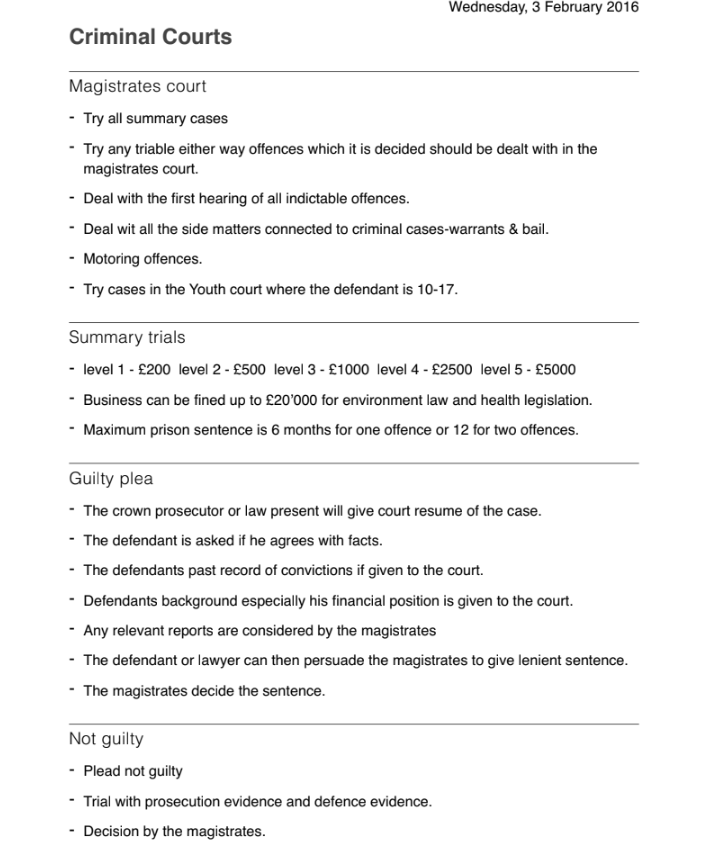 Wednesday, 3 February 2016
Criminal Courts
Magistrates court
- Try all summary cases
- Try any triable either way offences which it is decided should be dealt with in the
magistrates court.
- Deal with the first hearing of all indictable offences.
- Deal wit all the side matters connected to criminal cases-warrants & bail.
- Motoring offences.
- Try cases in the Youth court where the defendant is 10-17.
Summary trials
- level 1 - £200 level 2 - £500 level 3 - £1000 level 4 - £2500 level 5 - £5000
- Business can be fined up to £20'000 for environment law and health legislation.
- Maximum prison sentence is 6 months for one offence or 12 for two offences.
Guilty plea
- The crown prosecutor or law present will give court resume of the case.
- The defendant is asked if he agrees with facts.
- The defendants past record of convictions if given to the court.
- Defendants background especially his financial position is given to the court.
- Any relevant reports are considered by the magistrates
- The defendant or lawyer can then persuade the magistrates to give lenient sentence.
- The magistrates decide the sentence.
Not guilty
- Plead not guilty
- Trial with prosecution evidence and defence evidence.
- Decision by the magistrates.